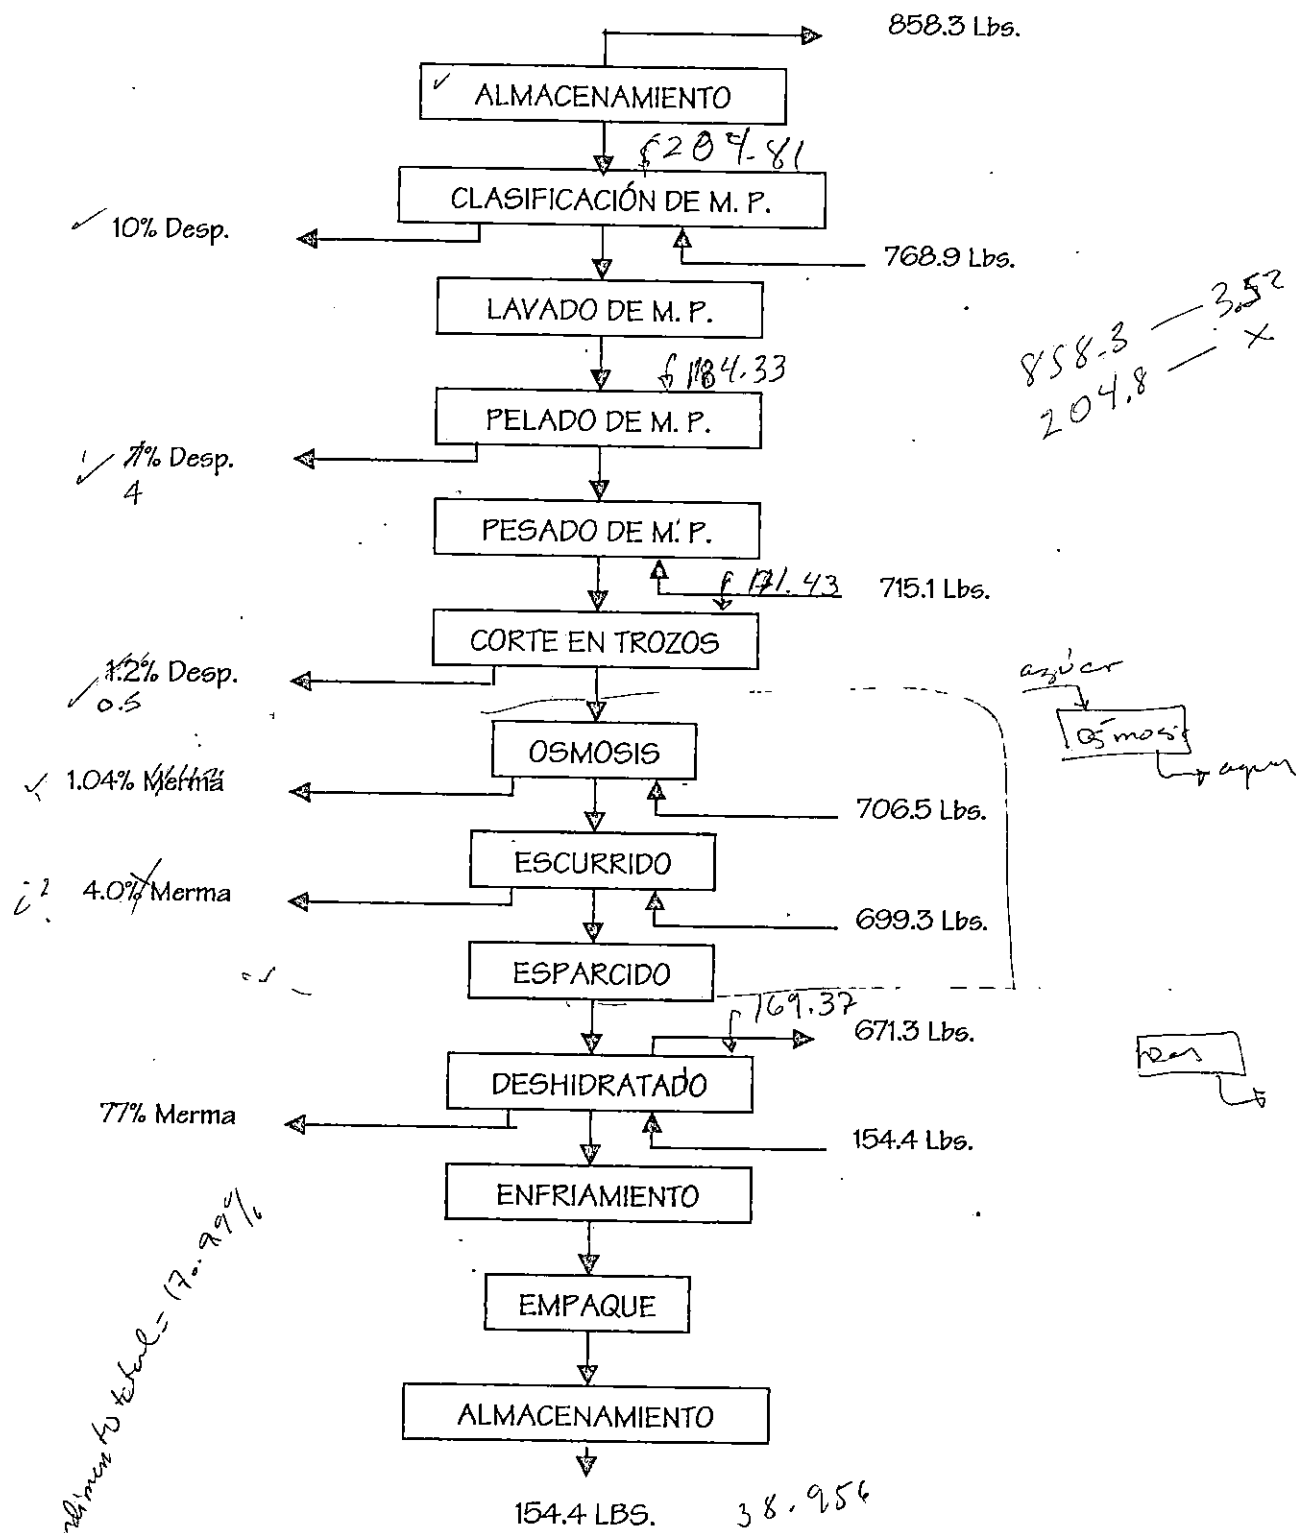 858.3 Lbs.
ALMACENAMIENTO
204.81
CLASIFICACIÓN DE M. P.
10% Desp.
768.9 Lbs.
LAVADO DE M. P.
858.3 — 3.52
204.8 — X
184.33
PELADO DE M. P.
7% Desp.
4
PESADO DE M. P.
171.43
715.1 Lbs.
CORTE EN TROZOS
1.2% Desp.
0.5
azúcar
OSMOSIS
osmosis
agua
1.04% Merma
706.5 Lbs.
ESCURRIDO
¿? 4.0% Merma
699.3 Lbs.
ESPARCIDO
169.37
671.3 Lbs.
DESHIDRATADO
77% Merma
154.4 Lbs.
ENFRIAMIENTO
EMPAQUE
total = 17.99%
ALMACENAMIENTO
154.4 LBS.
38.956